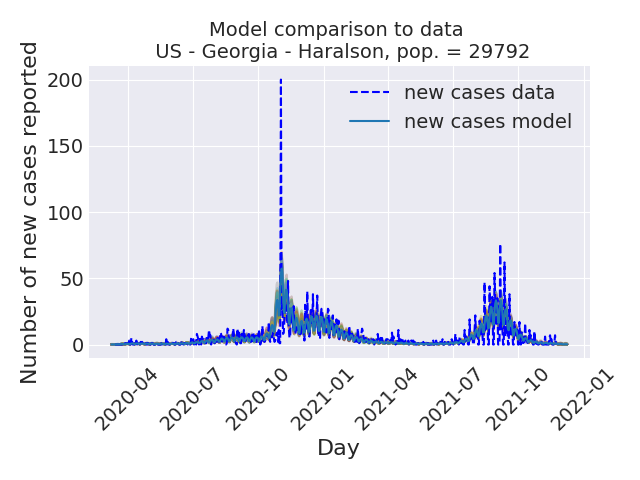 Model comparison to data
US - Georgia - Haralson, pop. = 29792
Number of new cases reported
200
150
100
50
0
new cases data
new cases model
2020-04
2020-07
2020-10
2021-01
2021-04
2021-07
2021-10
2022-01
Day